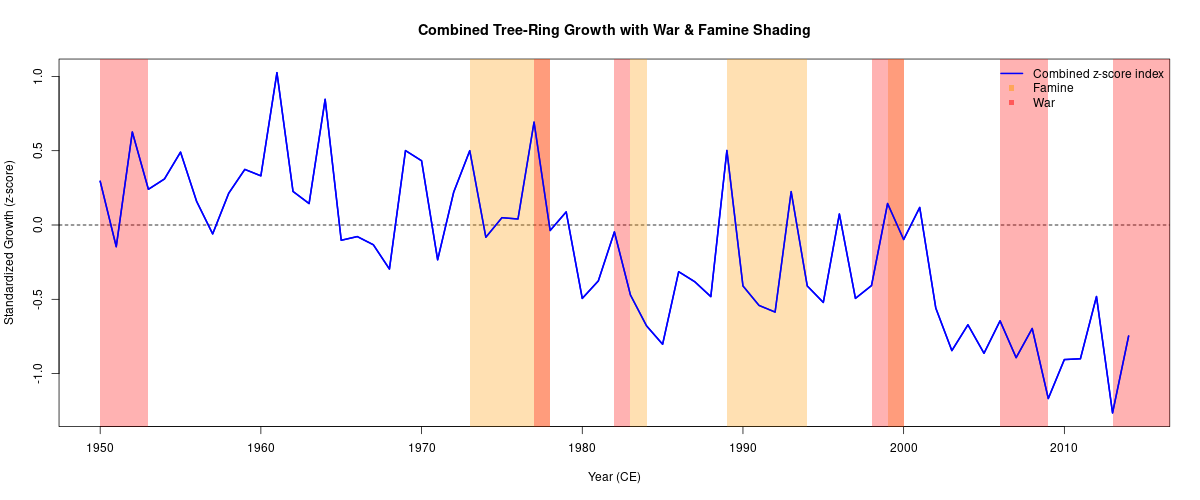 Combined Tree-Ring Growth with War & Famine Shading
Combined z-score index
Famine
War
Standardized Growth (z-score)
1.0
0.5
0.0
-0.5
-1.0
1950 1960 1970 1980 1990 2000 2010
Year (CE)